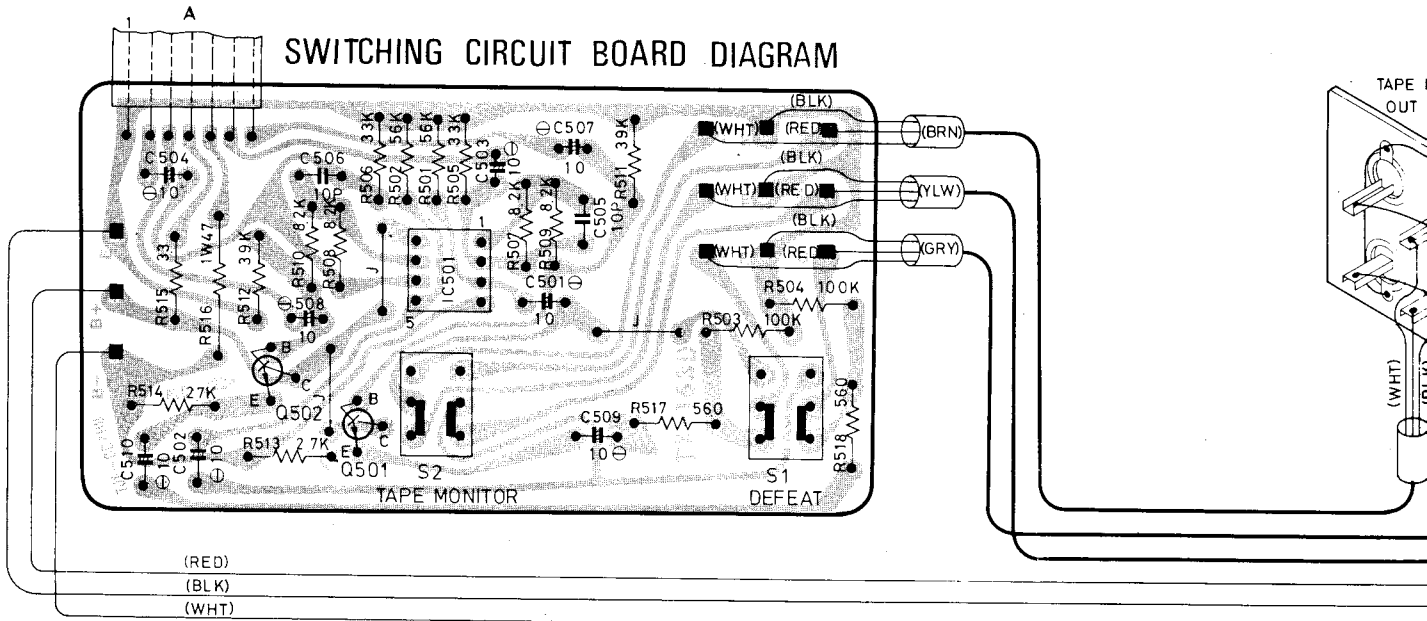 A
1
SWITCHING CIRCUIT BOARD DIAGRAM
TAPE
OUT
(BLK)
(WHT)
(RED)
(BRN)
(BLK)
(WHT)
(RED)
(YLW)
(BLK)
(WHT)
(RED)
(GRY)
C504
⊖ 10
C506
10P
R506 33K
R502 56K
R501 56K
R505 33K
C503
10 ⊖
⊖ C507
10
R511 39K
R507 8.2K
R509 8.2K
C505
10P
R510 8.2K
R508 8.2K
R515 33
R516 1W47
R512 39K
⊖ 508
10
J
IC501
1
5
C501 ⊖
10
J
R504 100K
R503 100K
B+
R514 27K
B
C
E
Q502
J
B
C
E
Q501
R513 2.7K
C510
10 ⊖
C502
10 ⊖
S2
TAPE MONITOR
C509
10 ⊖
R517 560
R518 560
S1
DEFEAT
(WHT)
(BLK)
(RED)
(BLK)
(WHT)